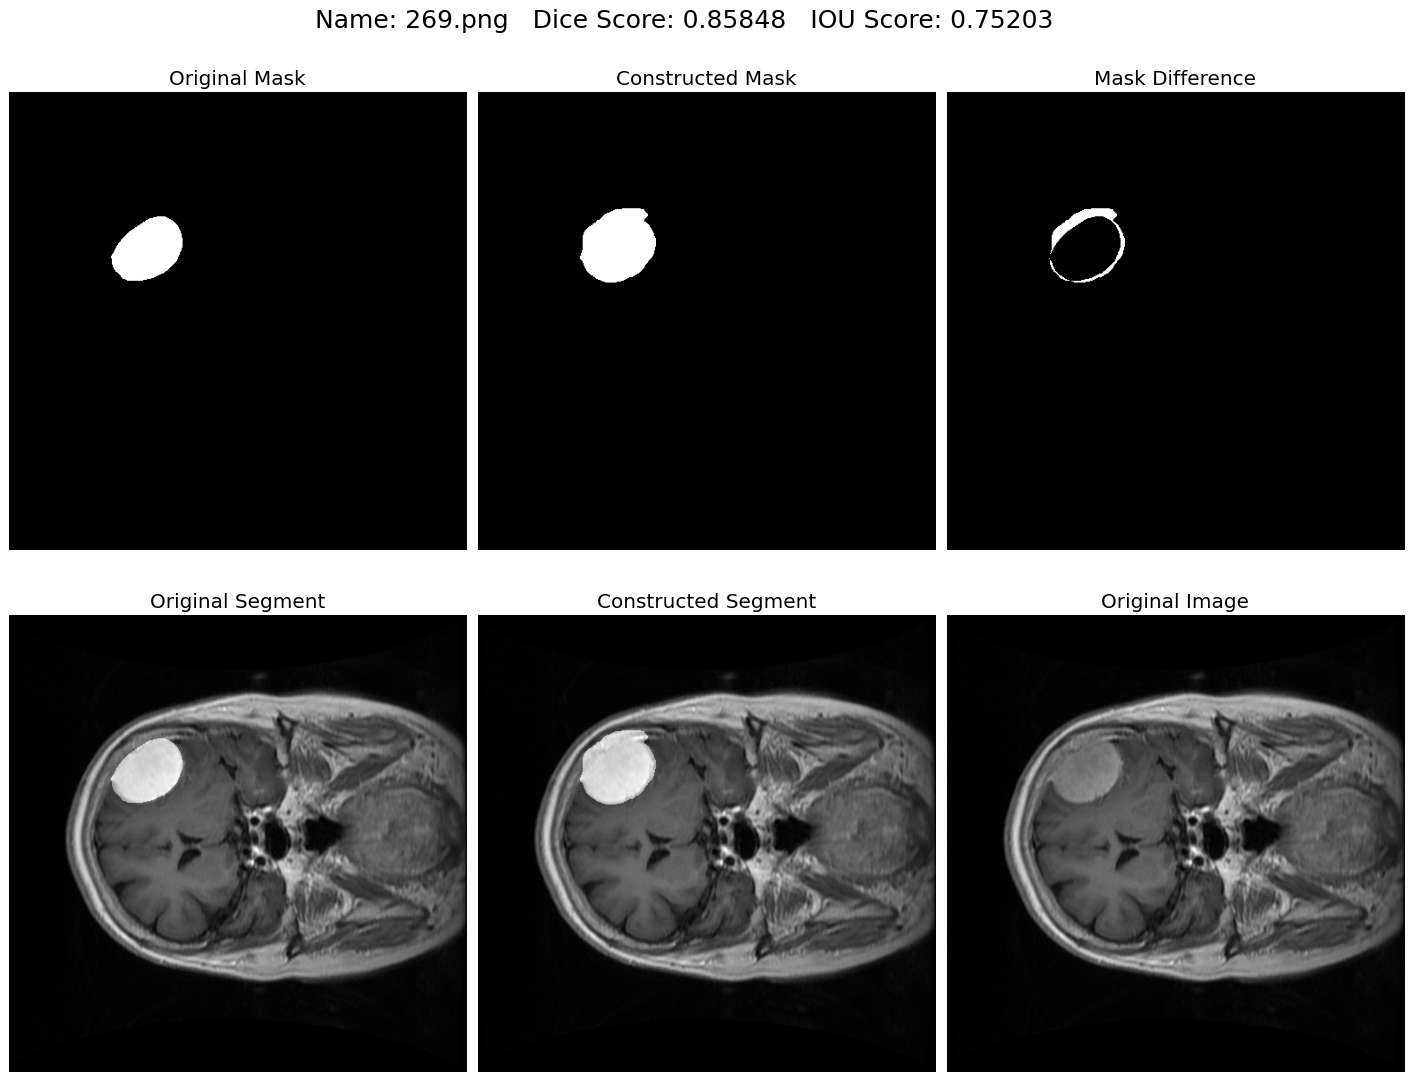 Name: 269.png   Dice Score: 0.85848   IOU Score: 0.75203
Original Mask
Constructed Mask
Mask Difference
Original Segment
Constructed Segment
Original Image